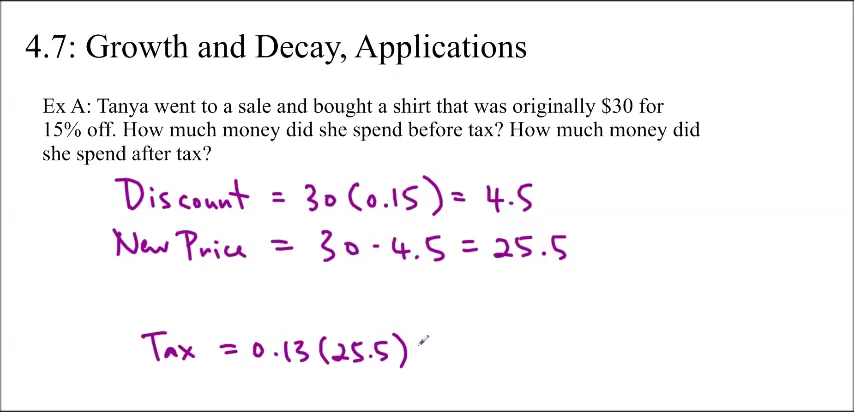 4.7: Growth and Decay, Applications
Ex A: Tanya went to a sale and bought a shirt that was originally $30 for
15% off. How much money did she spend before tax? How much money did
she spend after tax?
Discount = 30(0.15) = 4.5
New Price = 30 - 4.5 = 25.5
Tax = 0.13(25.5)